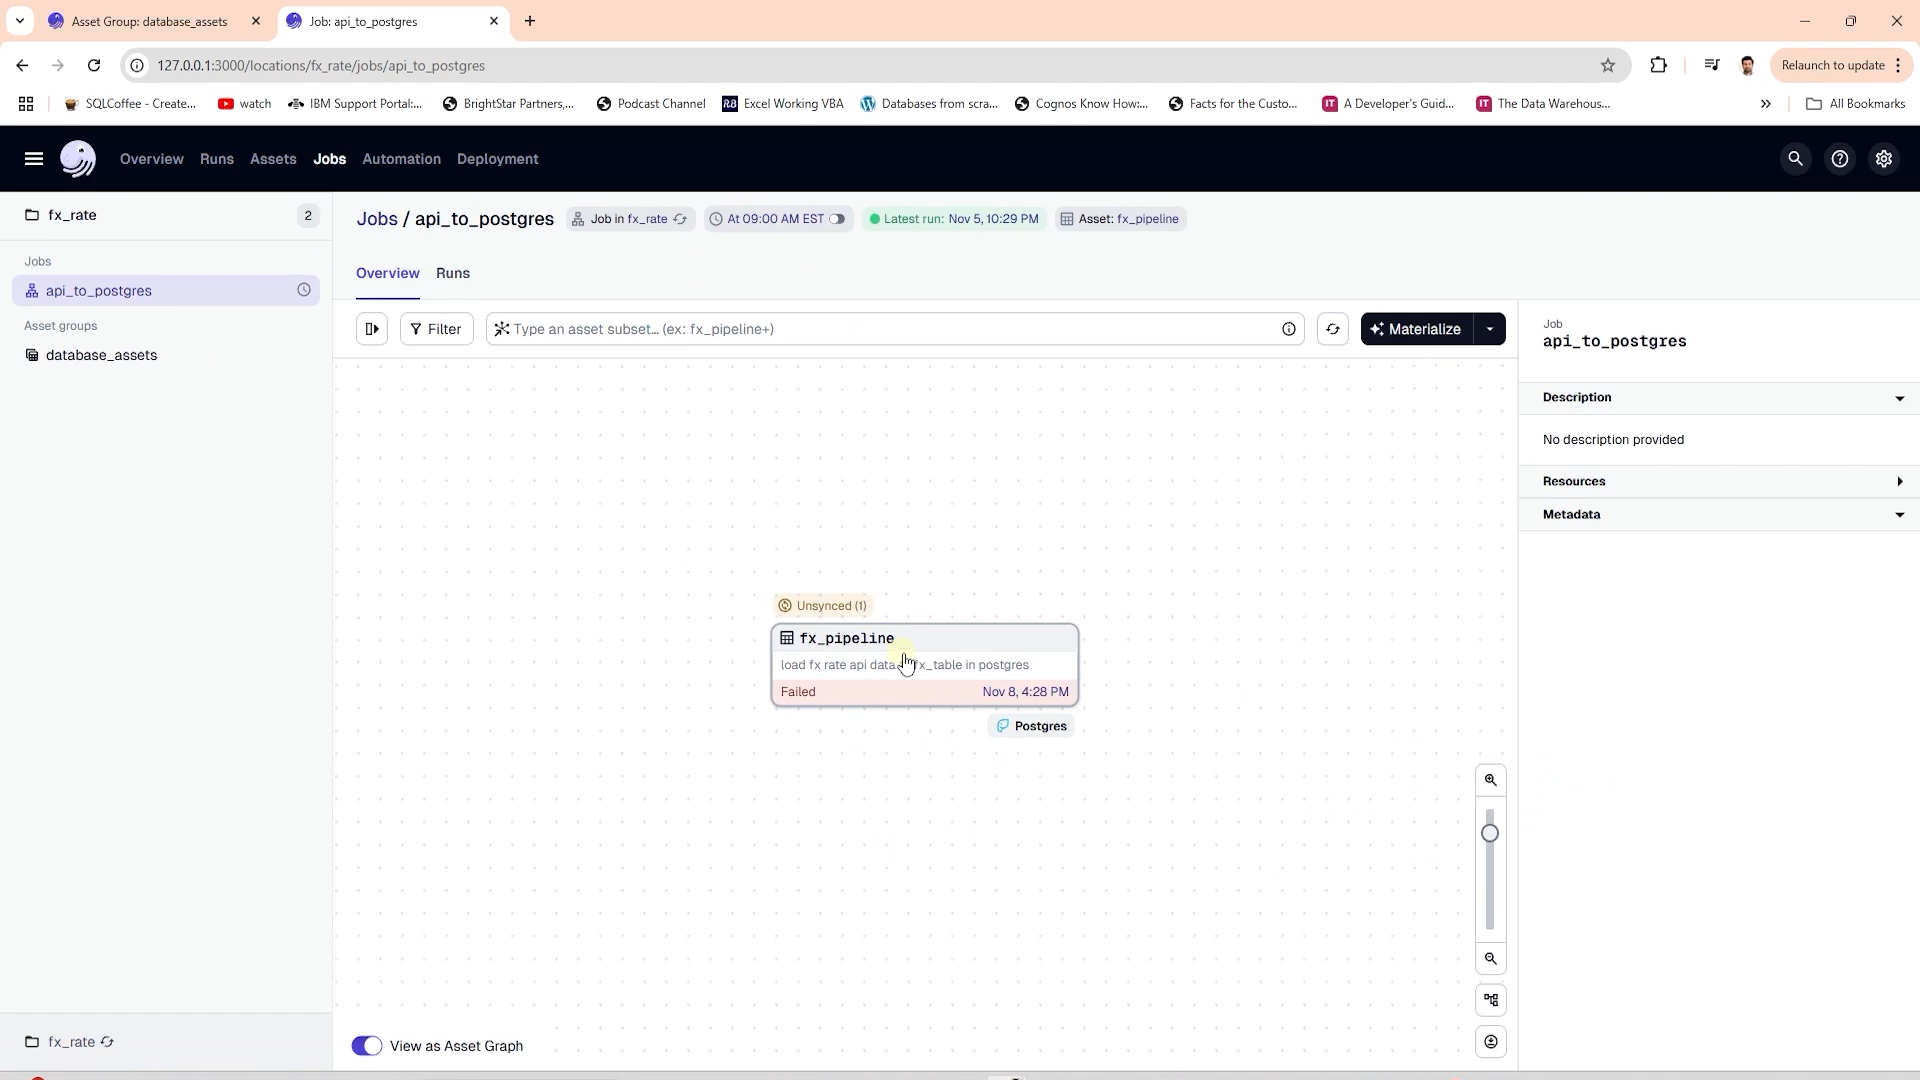 Asset Group: database_assets
Job: api_to_postgres
127.0.0.1:3000/locations/fx_rate/jobs/api_to_postgres
Relaunch to update
SQLCoffee - Create...
watch
IBM Support Portal:...
BrightStar Partners,...
Podcast Channel
RB Excel Working VBA
Databases from scra...
Cognos Know How:...
Facts for the Custo...
IT A Developer's Guid...
IT The Data Warehous...
»
All Bookmarks
Overview
Runs
Assets
Jobs
Automation
Deployment
fx_rate
2
Jobs
api_to_postgres
Asset groups
database_assets
fx_rate
Jobs / api_to_postgres
Job in fx_rate
At 09:00 AM EST
Latest run: Nov 5, 10:29 PM
Asset: fx_pipeline
Overview
Runs
Filter
Type an asset subset... (ex: fx_pipeline+)
Materialize
Unsynced (1)
fx_pipeline
load fx rate api data fx_table in postgres
Failed
Nov 8, 4:28 PM
Postgres
View as Asset Graph
Job
api_to_postgres
Description
No description provided
Resources
Metadata